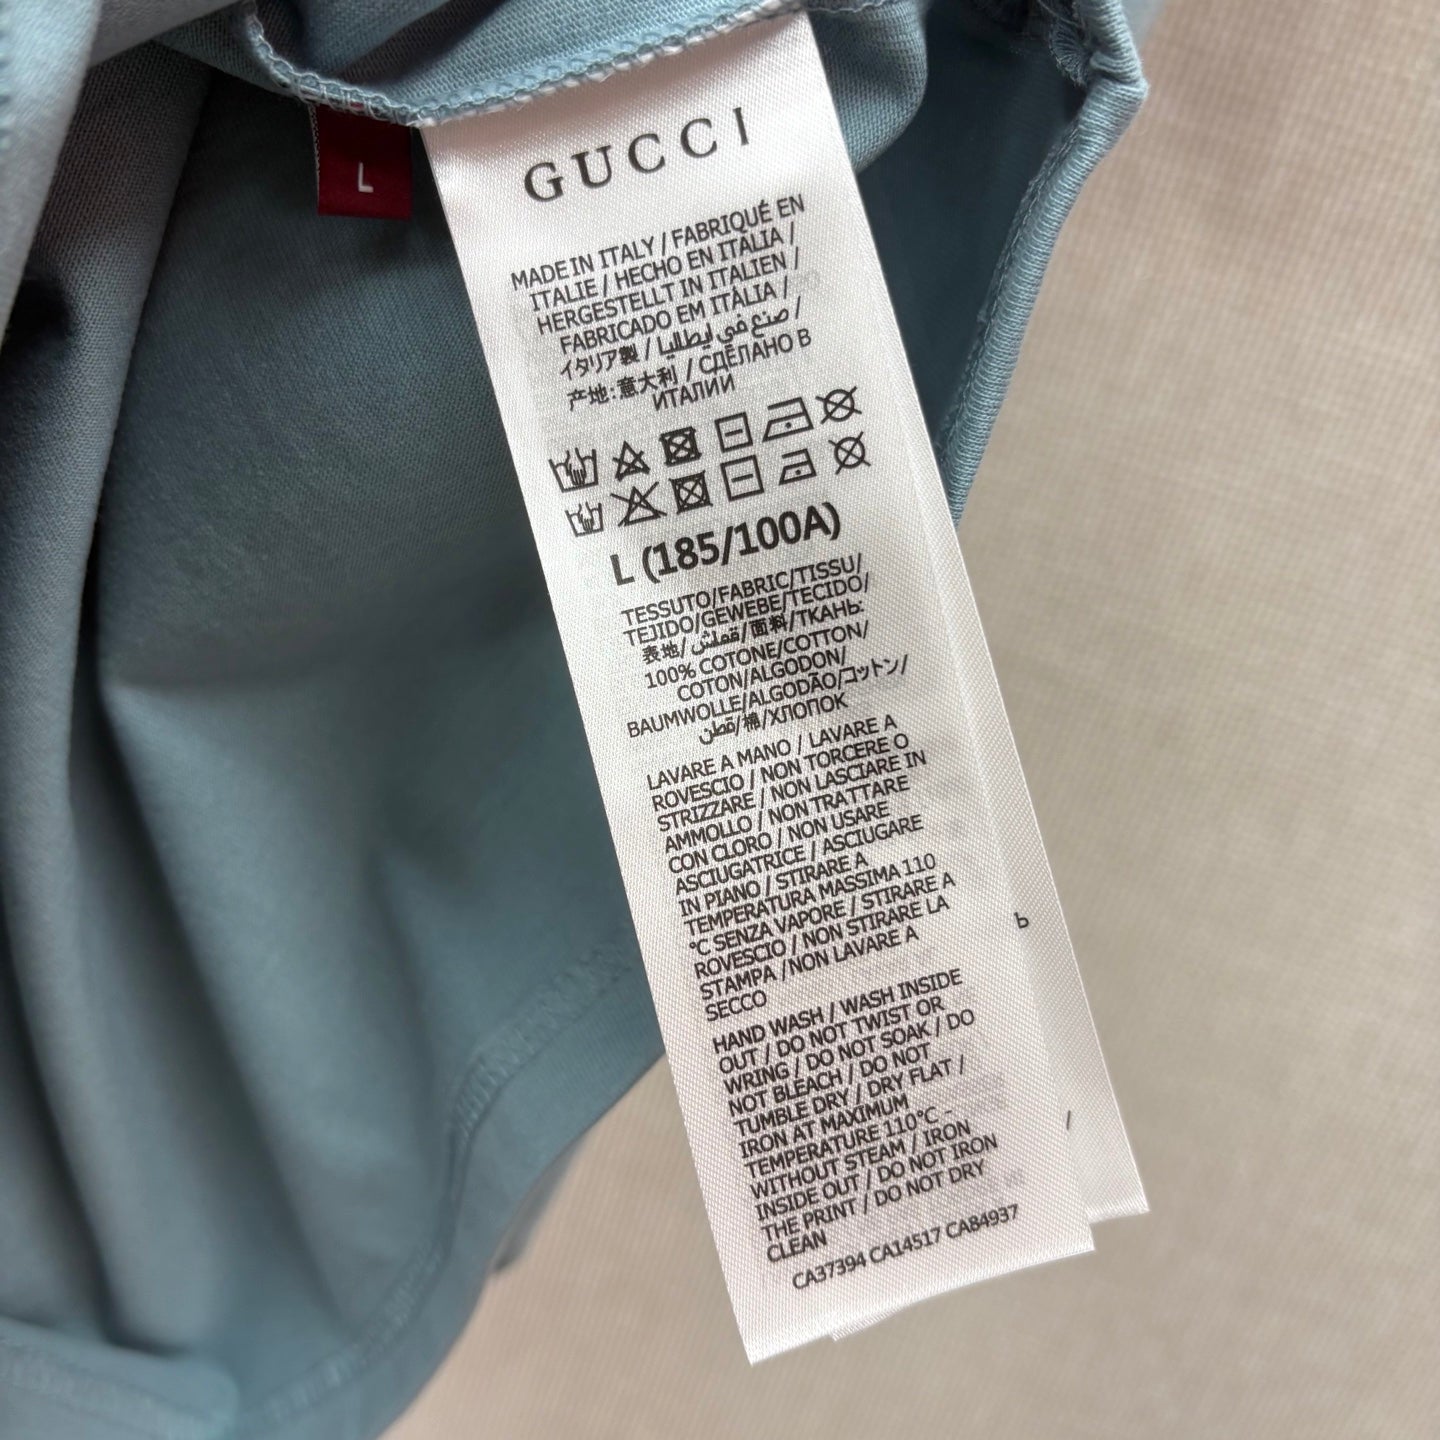 L
GUCCI
MADE IN ITALY / FABRIQUÉ EN
ITALIE / HECHO EN ITALIA /
HERGESTELLT IN ITALIEN /
FABRICADO EM ITÀLIA /
イタリア製 / صنع في إيطاليا /
产地:意大利 / СДЕЛАНО В
ИТАЛИИ
L (185/100A)
TESSUTO/FABRIC/TISSU/
TEJIDO/GEWEBE/TECIDO/
表地/قماش/面料/ТКАНЬ:
100% COTONE/COTTON/
COTON/ALGODON/
BAUMWOLLE/ALGODÃO/コットン/
قطن/棉/ХЛОПОК
LAVARE A MANO / LAVARE A
ROVESCIO / NON TORCERE O
STRIZZARE / NON LASCIARE IN
AMMOLLO / NON TRATTARE
CON CLORO / NON USARE
ASCIUGATRICE / ASCIUGARE
IN PIANO / STIRARE A
TEMPERATURA MASSIMA 110
°C SENZA VAPORE / STIRARE A
ROVESCIO / NON STIRARE LA
STAMPA /NON LAVARE A
SECCO
HAND WASH / WASH INSIDE
OUT / DO NOT TWIST OR
WRING / DO NOT SOAK / DO
NOT BLEACH / DO NOT
TUMBLE DRY / DRY FLAT /
IRON AT MAXIMUM
TEMPERATURE 110°C -
WITHOUT STEAM / IRON
INSIDE OUT / DO NOT IRON
THE PRINT / DO NOT DRY
CLEAN
CA37394 CA14517 CA84937
Ь
/